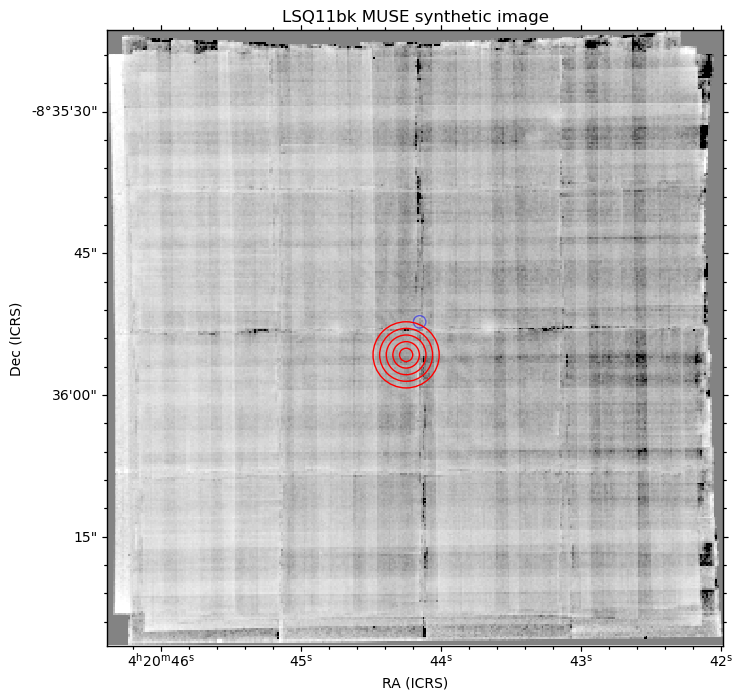 LSQ11bk MUSE synthetic image
-8°35'30"
45"
36'00"
15"
Dec (ICRS)
4ʰ20ᵐ46ˢ 45ˢ 44ˢ 43ˢ 42ˢ
RA (ICRS)